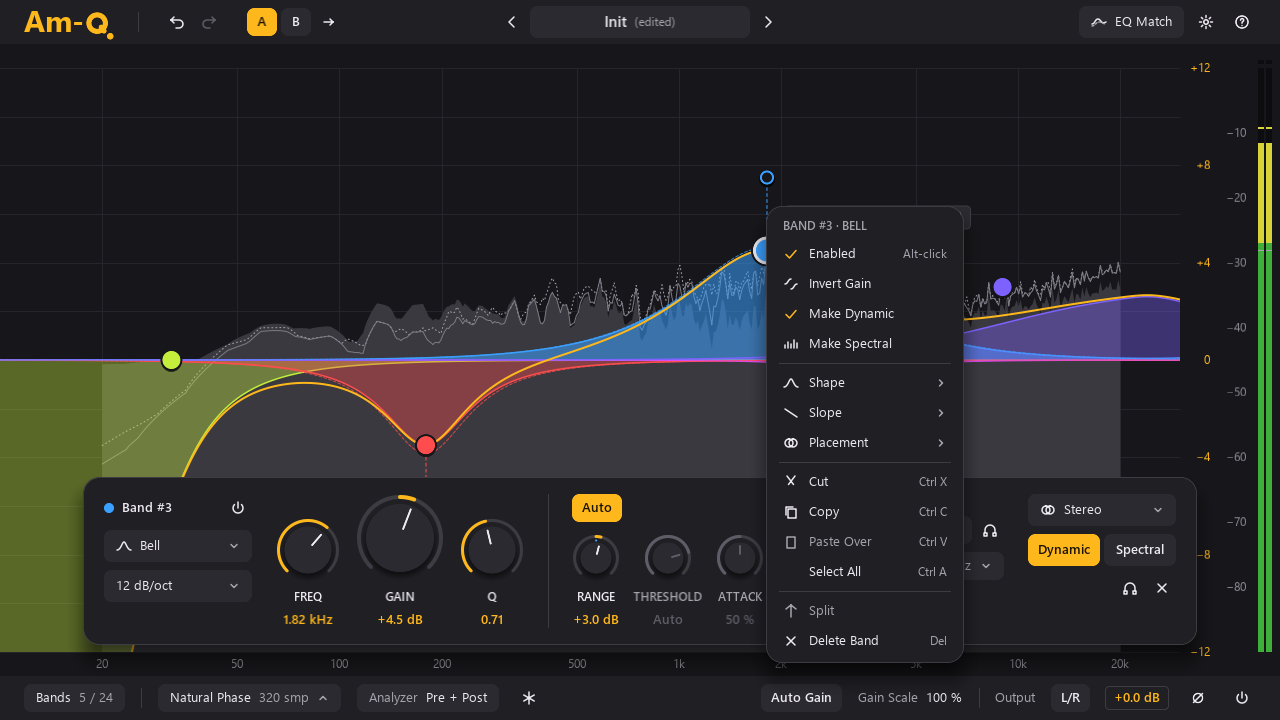 Am-Q
A B
Init (edited)
EQ Match
+12
+8
+4
0
−4
−8
−12
−10
−20
−30
−40
−50
−60
−70
−80
BAND #3 · BELL
Enabled Alt-click
Invert Gain
Make Dynamic
Make Spectral
Shape
Slope
Placement
Cut Ctrl X
Copy Ctrl C
Paste Over Ctrl V
Select All Ctrl A
Split
Delete Band Del
Band #3
Bell
12 dB/oct
FREQ
1.82 kHz
GAIN
+4.5 dB
Q
0.71
Auto
RANGE
+3.0 dB
THRESHOLD
Auto
ATTACK
50 %
z
Stereo
Dynamic Spectral
20 50 100 200 500 1k 2k 5k 10k 20k
Bands 5 / 24
Natural Phase 320 smp
Analyzer Pre + Post
Auto Gain
Gain Scale 100 %
Output L/R +0.0 dB